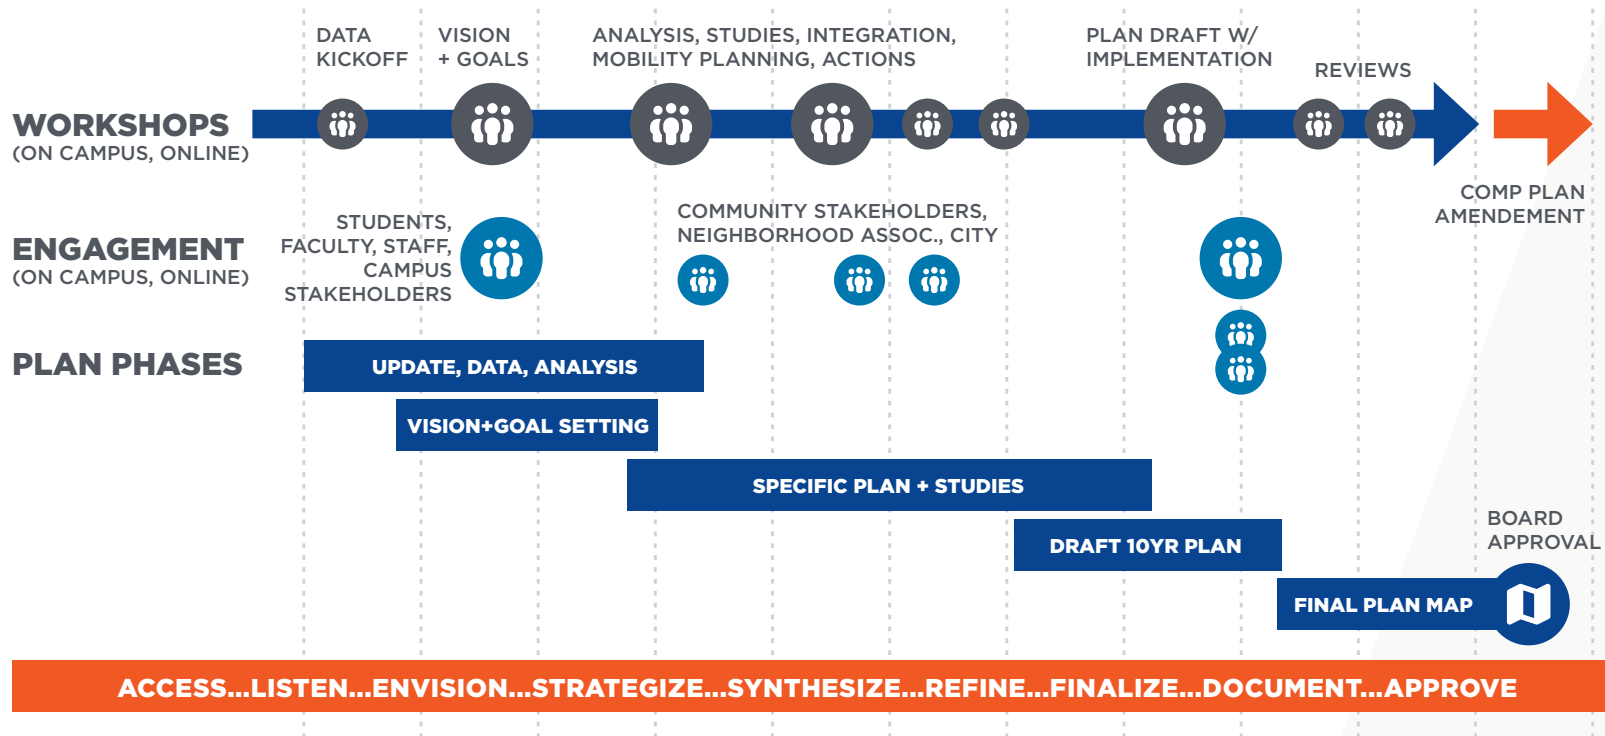 DATA
KICKOFF
VISION
+ GOALS
ANALYSIS, STUDIES, INTEGRATION,
MOBILITY PLANNING, ACTIONS
PLAN DRAFT W/
IMPLEMENTATION
REVIEWS
WORKSHOPS
(ON CAMPUS, ONLINE)
COMP PLAN
AMENDEMENT
ENGAGEMENT
(ON CAMPUS, ONLINE)
STUDENTS,
FACULTY, STAFF,
CAMPUS
STAKEHOLDERS
COMMUNITY STAKEHOLDERS,
NEIGHBORHOOD ASSOC., CITY
PLAN PHASES
UPDATE, DATA, ANALYSIS
VISION+GOAL SETTING
SPECIFIC PLAN + STUDIES
DRAFT 10YR PLAN
BOARD
APPROVAL
FINAL PLAN MAP
ACCESS...LISTEN...ENVISION...STRATEGIZE...SYNTHESIZE...REFINE...FINALIZE...DOCUMENT...APPROVE